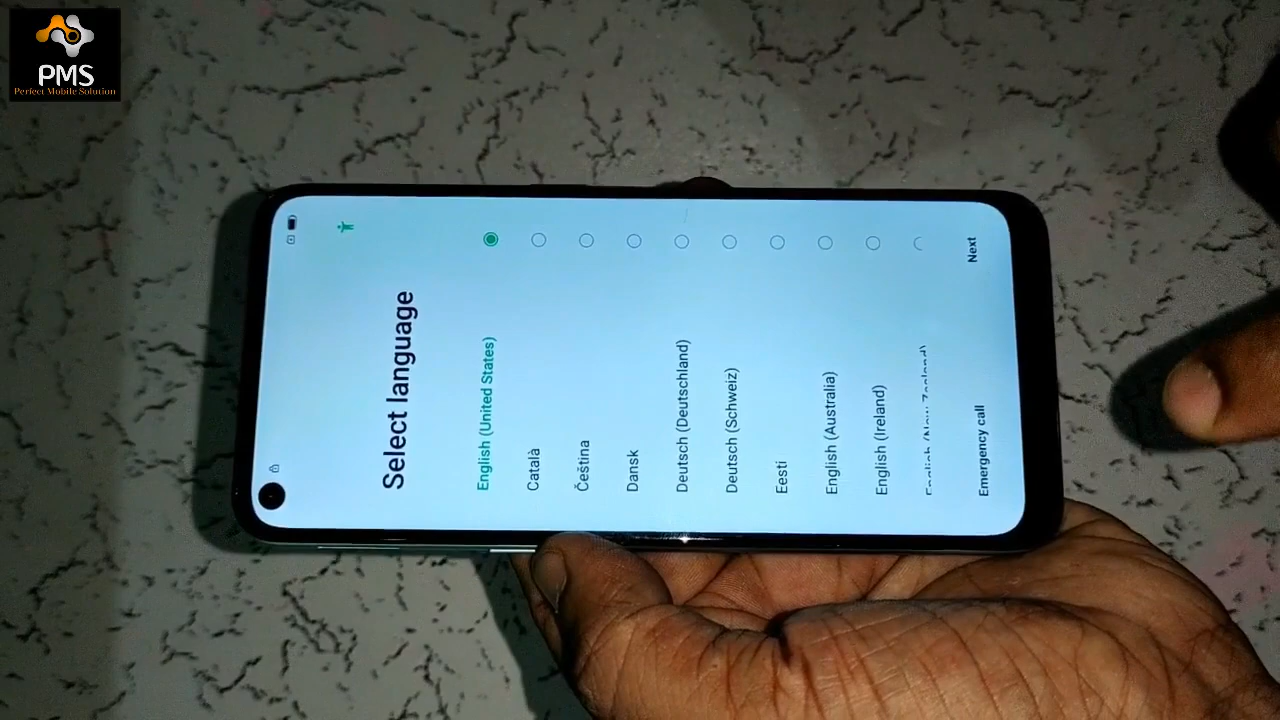 PMS
Perfect Mobile Solution
Select language
English (United States)
Català
Čeština
Dansk
Deutsch (Deutschland)
Deutsch (Schweiz)
Eesti
English (Australia)
English (Ireland)
Emergency call
Next